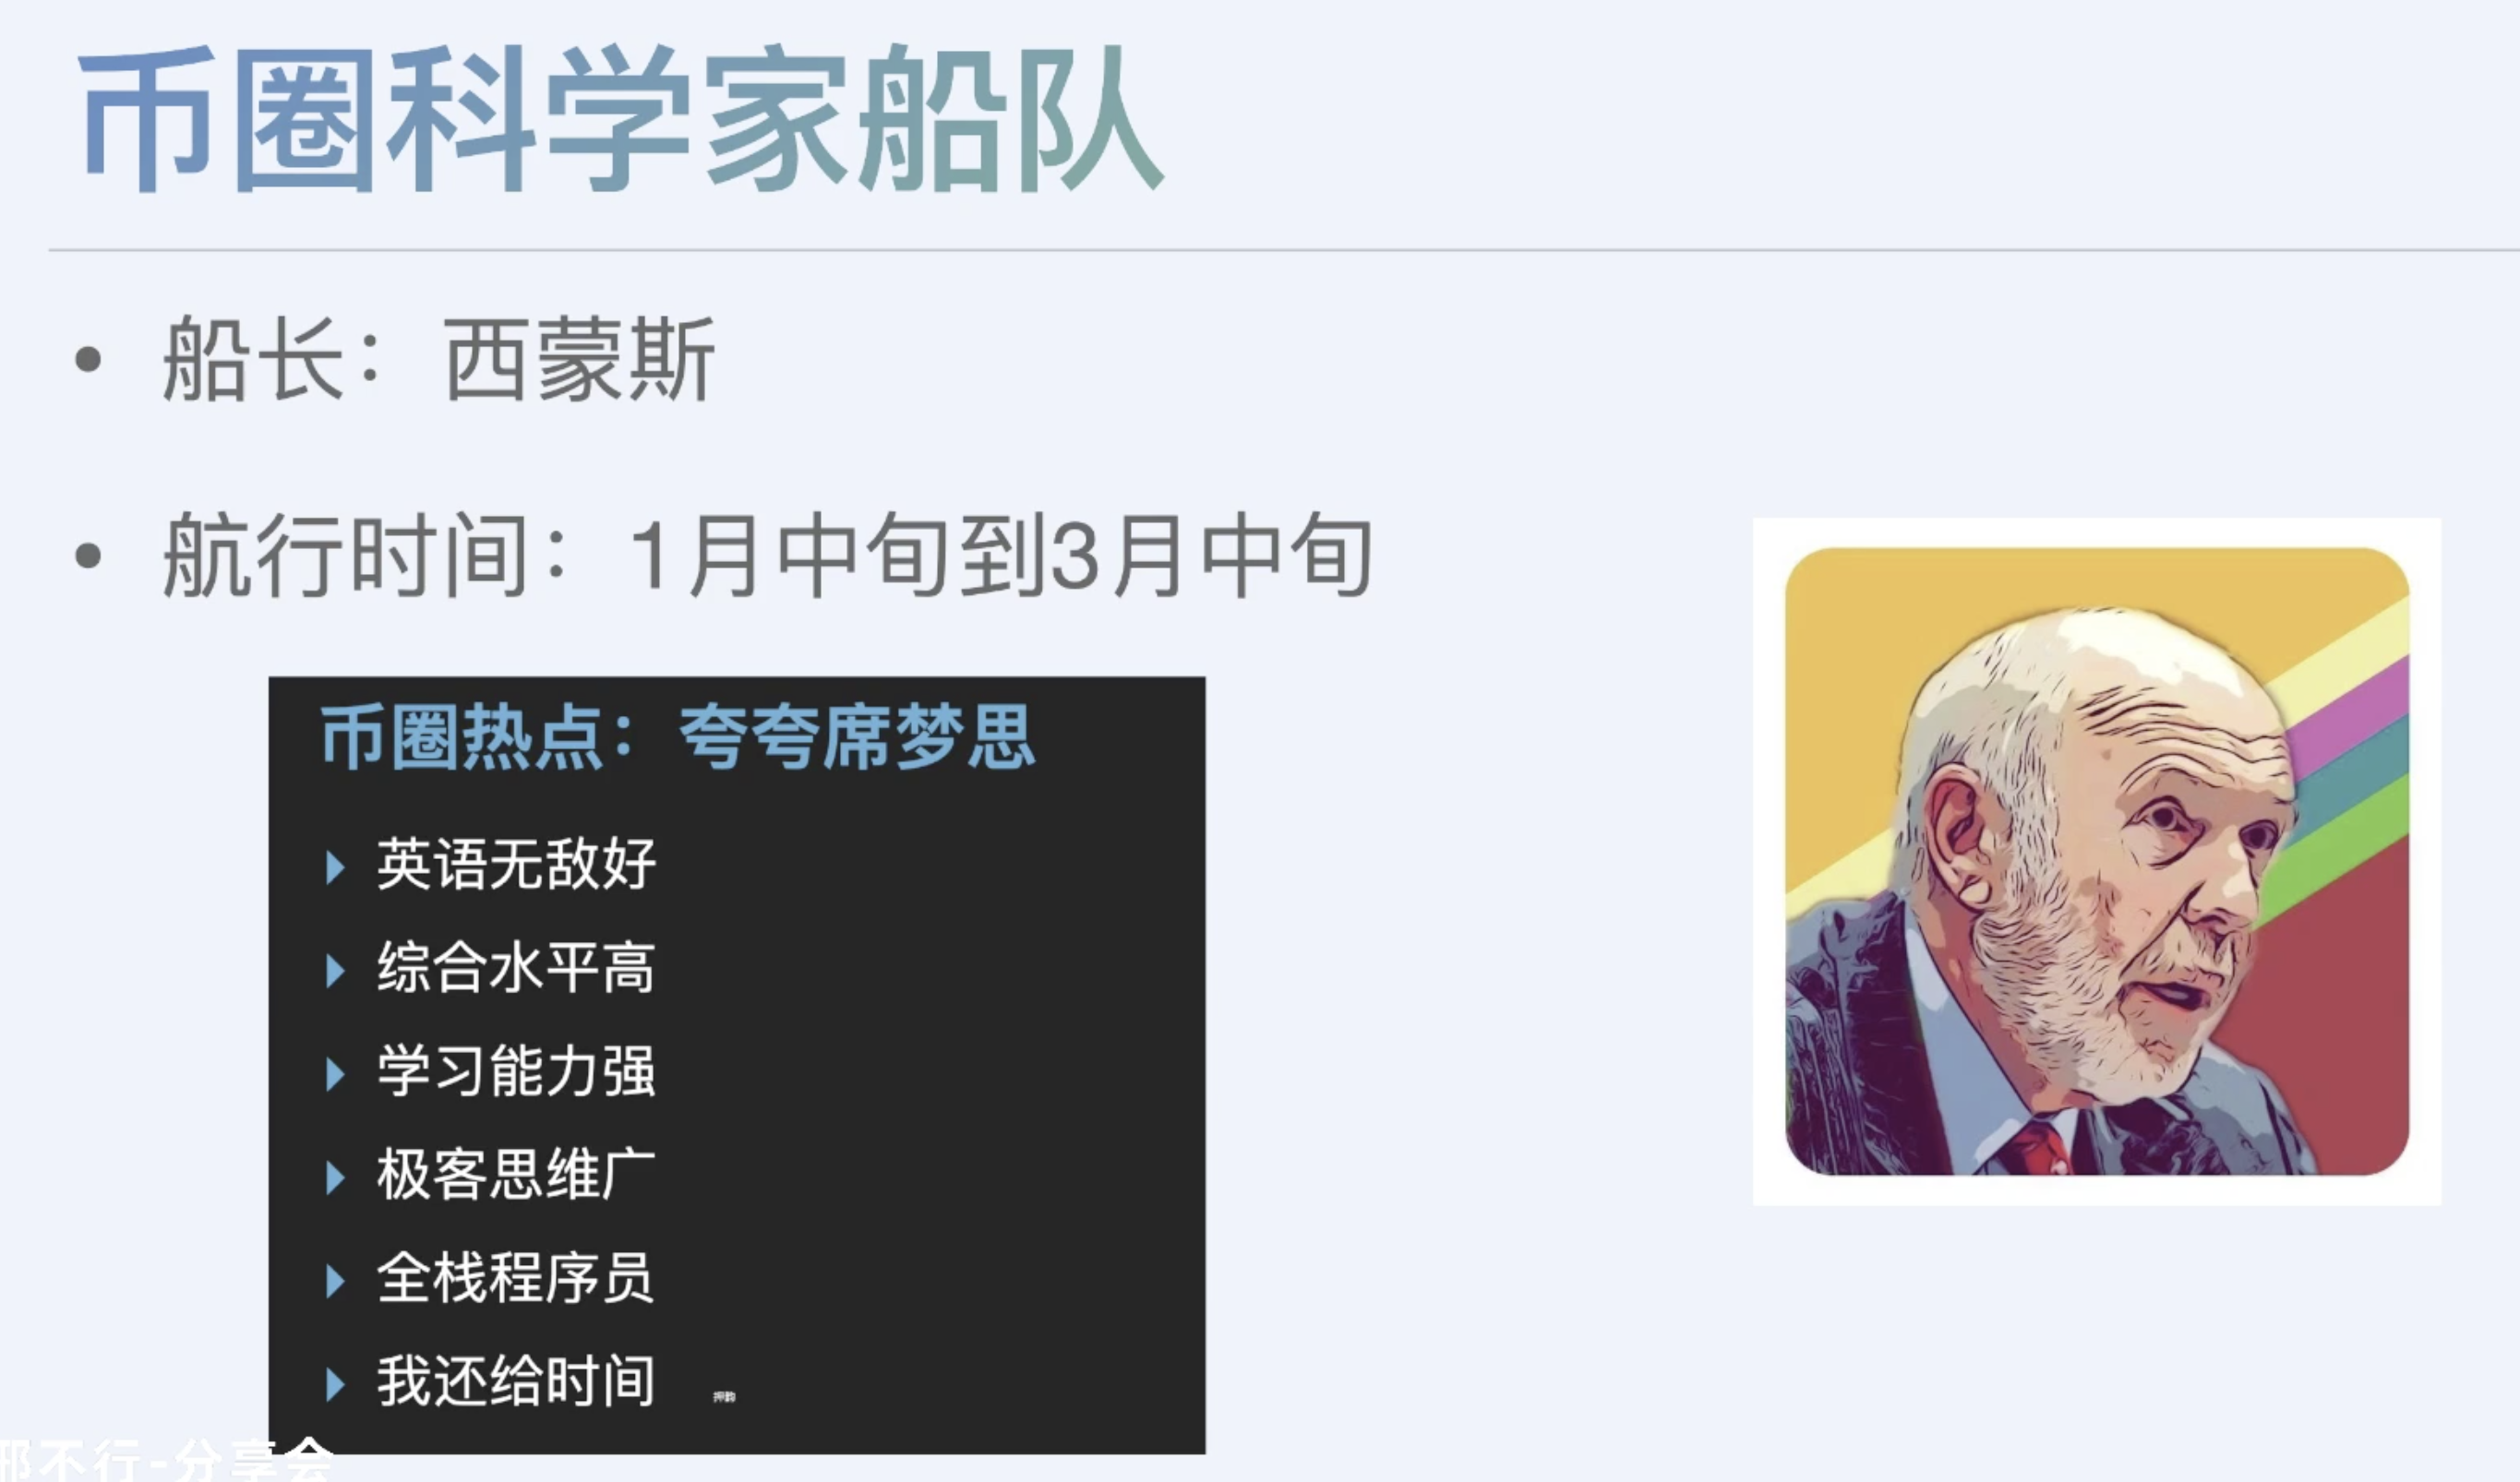 币圈科学家船队
• 船长：西蒙斯
• 航行时间：1月中旬到3月中旬
币圈热点：夸夸席梦思
英语无敌好
综合水平高
学习能力强
极客思维广
全栈程序员
我还给时间 押韵
邢不行-分享会